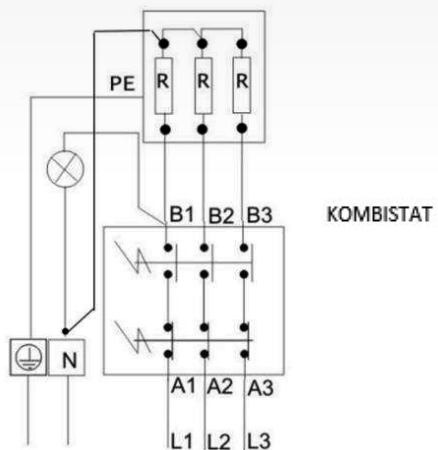 PE R R R
B1 B2 B3 KOMBISTAT
N
A1 A2 A3
L1 L2 L3